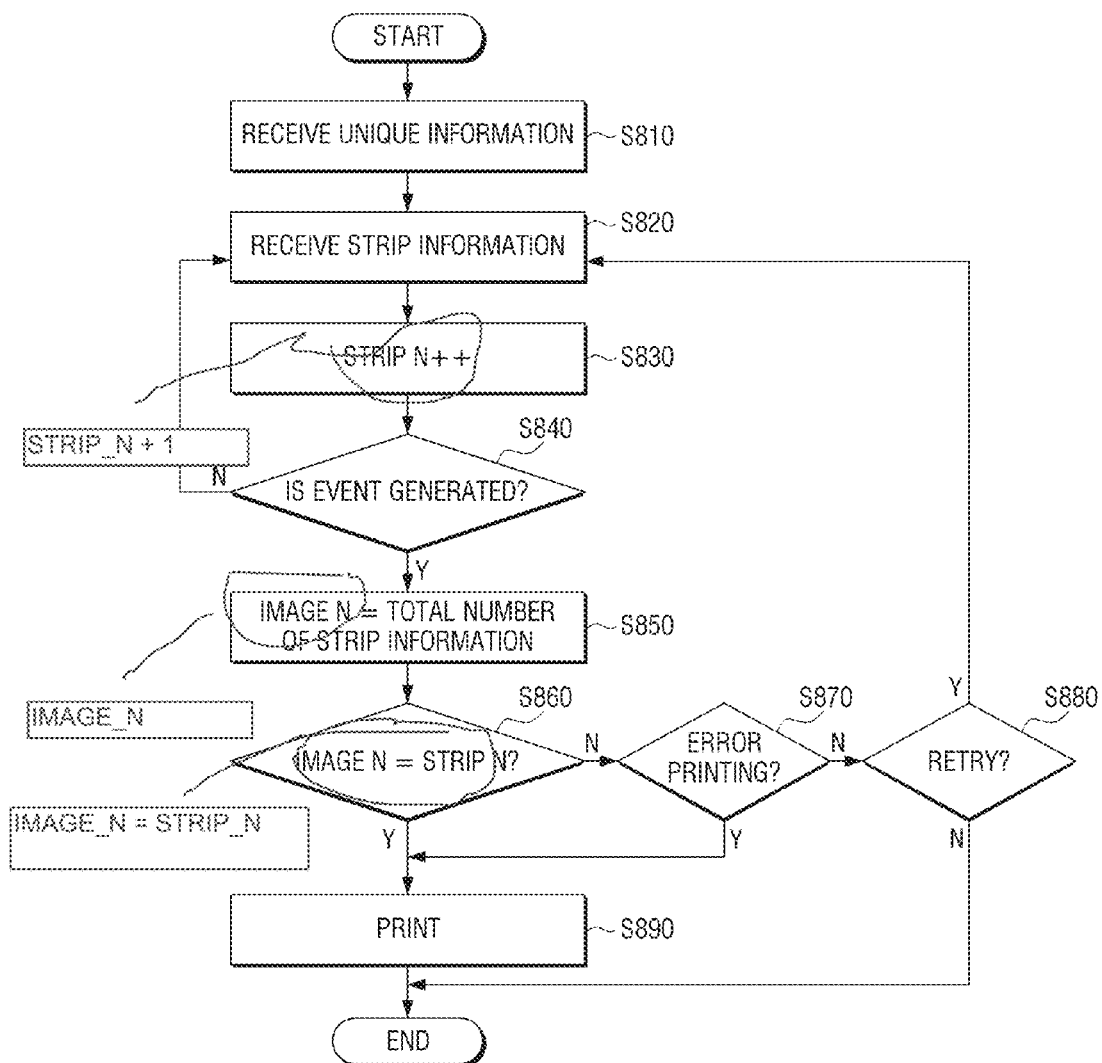 START
RECEIVE UNIQUE INFORMATION
S810
RECEIVE STRIP INFORMATION
S820
STRIP N++
S830
STRIP_N + 1
N
IS EVENT GENERATED?
S840
Y
IMAGE N = TOTAL NUMBER
OF STRIP INFORMATION
S850
IMAGE_N
IMAGE N = STRIP N?
S860
N
ERROR
PRINTING?
S870
N
Y
RETRY?
S880
IMAGE_N = STRIP_N
Y
Y
N
PRINT
S890
END